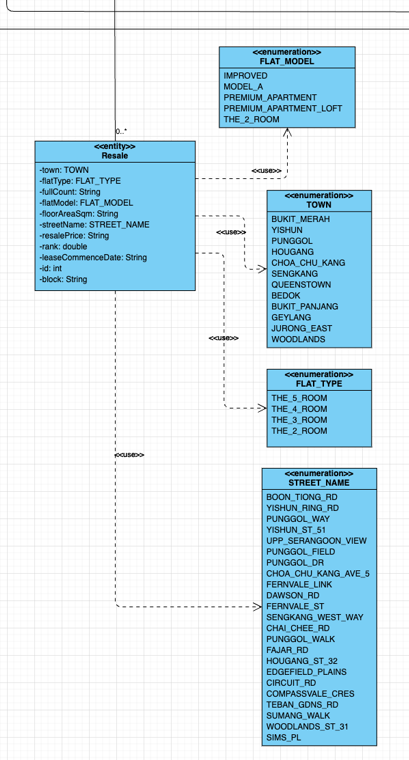 <<enumeration>>
FLAT_MODEL
IMPROVED
MODEL_A
PREMIUM_APARTMENT
PREMIUM_APARTMENT_LOFT
THE_2_ROOM
0..*
<<entity>>
Resale
-town: TOWN
-flatType: FLAT_TYPE
-fullCount: String
-flatModel: FLAT_MODEL
-floorAreaSqm: String
-streetName: STREET_NAME
-resalePrice: String
-rank: double
-leaseCommenceDate: String
-id: int
-block: String
<<use>>
<<use>>
<<use>>
<<use>>
<<enumeration>>
TOWN
BUKIT_MERAH
YISHUN
PUNGGOL
HOUGANG
CHOA_CHU_KANG
SENGKANG
QUEENSTOWN
BEDOK
BUKIT_PANJANG
GEYLANG
JURONG_EAST
WOODLANDS
<<enumeration>>
FLAT_TYPE
THE_5_ROOM
THE_4_ROOM
THE_3_ROOM
THE_2_ROOM
<<enumeration>>
STREET_NAME
BOON_TIONG_RD
YISHUN_RING_RD
PUNGGOL_WAY
YISHUN_ST_51
UPP_SERANGOON_VIEW
PUNGGOL_FIELD
PUNGGOL_DR
CHOA_CHU_KANG_AVE_5
FERNVALE_LINK
DAWSON_RD
FERNVALE_ST
SENGKANG_WEST_WAY
CHAI_CHEE_RD
PUNGGOL_WALK
FAJAR_RD
HOUGANG_ST_32
EDGEFIELD_PLAINS
CIRCUIT_RD
COMPASSVALE_CRES
TEBAN_GDNS_RD
SUMANG_WALK
WOODLANDS_ST_31
SIMS_PL